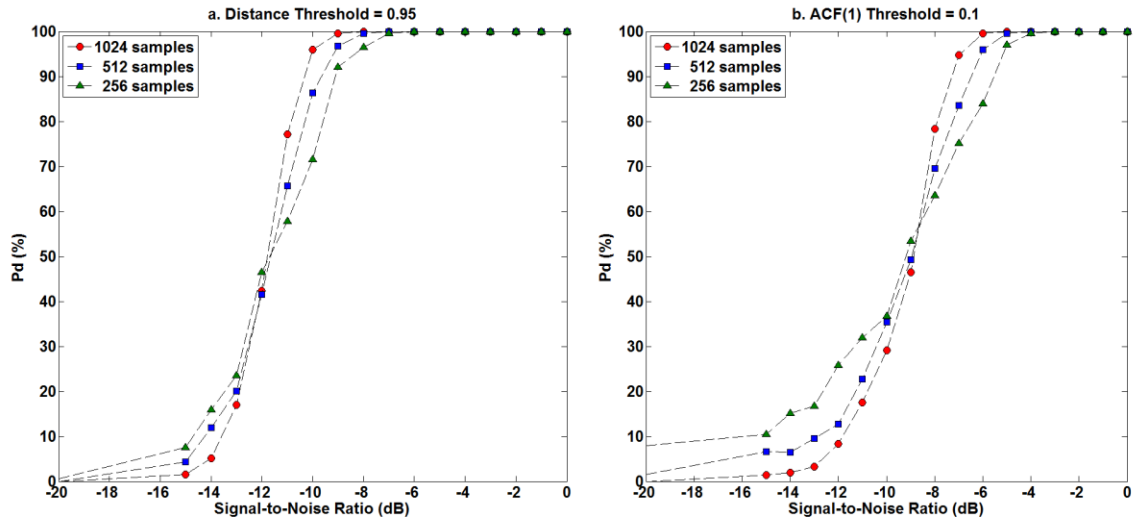 a. Distance Threshold = 0.95
100
90
80
70
60
50
40
30
20
10
0
Pd (%)
1024 samples
512 samples
256 samples
-20 -18 -16 -14 -12 -10 -8 -6 -4 -2 0
Signal-to-Noise Ratio (dB)
b. ACF(1) Threshold = 0.1
100
90
80
70
60
50
40
30
20
10
0
Pd (%)
1024 samples
512 samples
256 samples
-20 -18 -16 -14 -12 -10 -8 -6 -4 -2 0
Signal-to-Noise Ratio (dB)